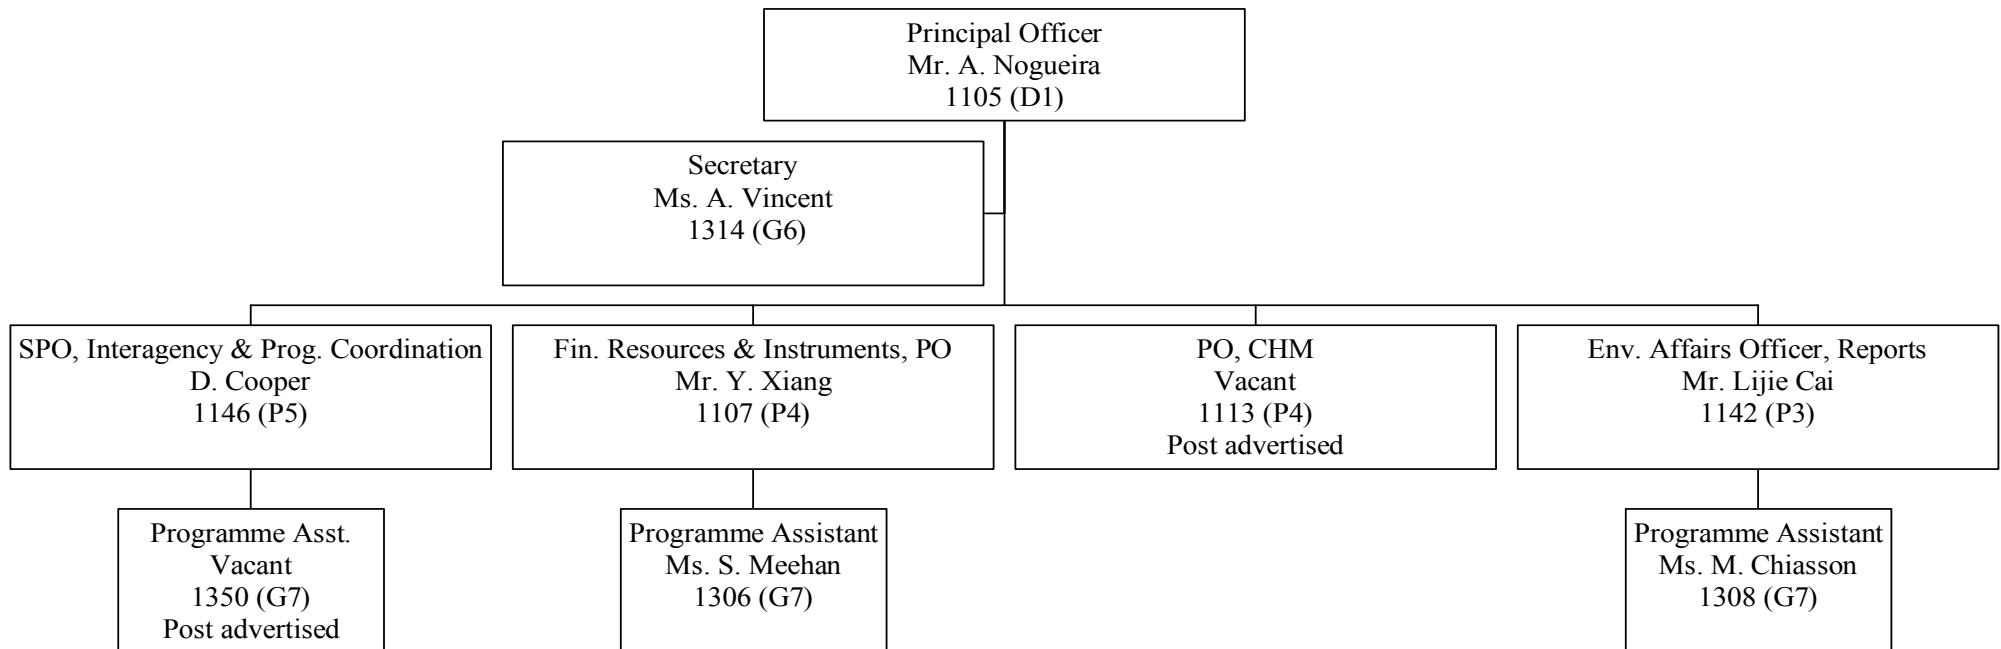 Principal Officer
Mr. A. Nogueira
1105 (D1)
Secretary
Ms. A. Vincent
1314 (G6)
SPO, Interagency & Prog. Coordination
D. Cooper
1146 (P5)
Fin. Resources & Instruments, PO
Mr. Y. Xiang
1107 (P4)
PO, CHM
Vacant
1113 (P4)
Post advertised
Env. Affairs Officer, Reports
Mr. Lijie Cai
1142 (P3)
Programme Asst.
Vacant
1350 (G7)
Post advertised
Programme Assistant
Ms. S. Meehan
1306 (G7)
Programme Assistant
Ms. M. Chiasson
1308 (G7)